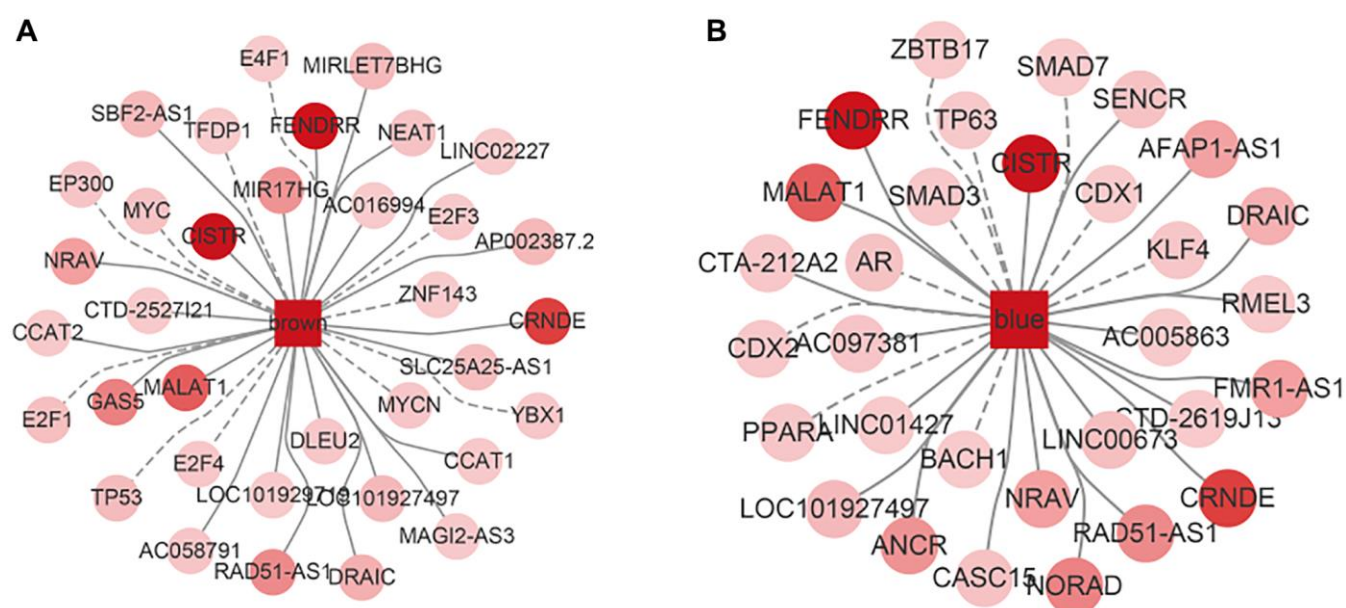 A
E4F1
MIRLET7BHG
SBF2-AS1
TFDP1
FENDRR
NEAT1
LINC02227
EP300
MIR17HG
MYC
AC016994
E2F3
CISTR
AP002387.2
NRAV
ZNF143
CTD-2527I21
brown
CRNDE
CCAT2
SLC25A25-AS1
MALAT1
GAS5
MYCN
YBX1
E2F1
DLEU2
CCAT1
E2F4
TP53
LOC101927497
MAGI2-AS3
AC058791
RAD51-AS1
DRAIC
B
ZBTB17
SMAD7
SENCR
FENDRR
TP63
CISTR
AFAP1-AS1
MALAT1
SMAD3
CDX1
DRAIC
KLF4
CTA-212A2
AR
RMEL3
blue
AC005863
CDX2
AC097381
FMR1-AS1
PPARA
LINC01427
LINC00673
CTD-2619J13
BACH1
LOC101927497
NRAV
CRNDE
RAD51-AS1
ANCR
CASC15
NORAD